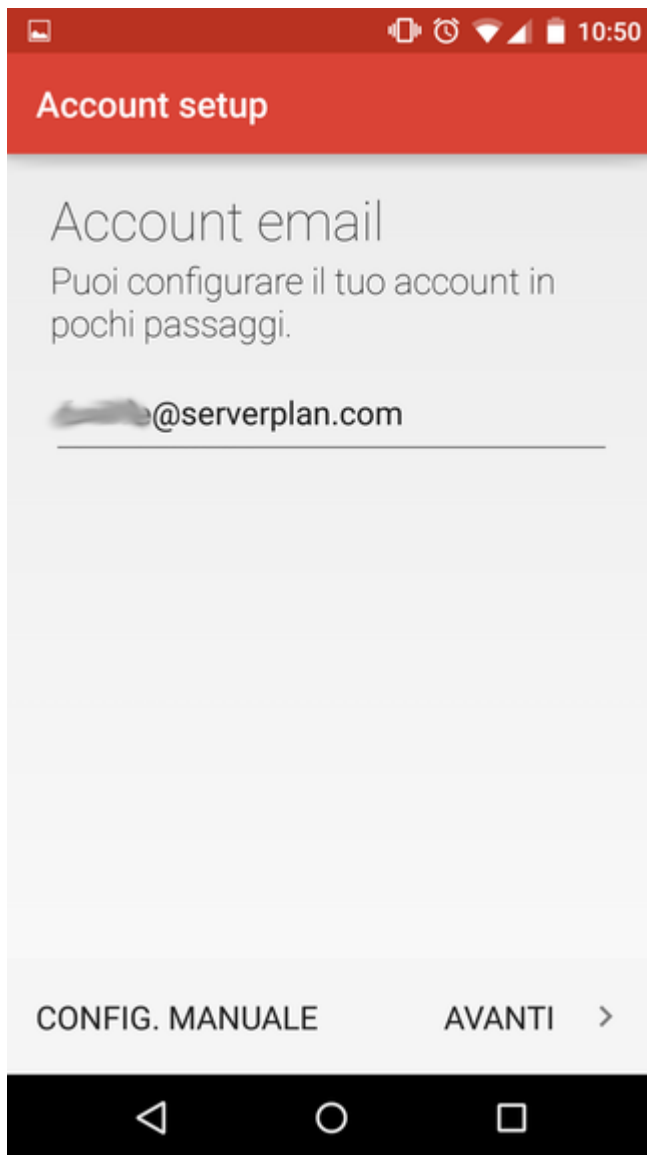 10:50
Account setup
Account email
Puoi configurare il tuo account in
pochi passaggi.
@serverplan.com
CONFIG. MANUALE AVANTI